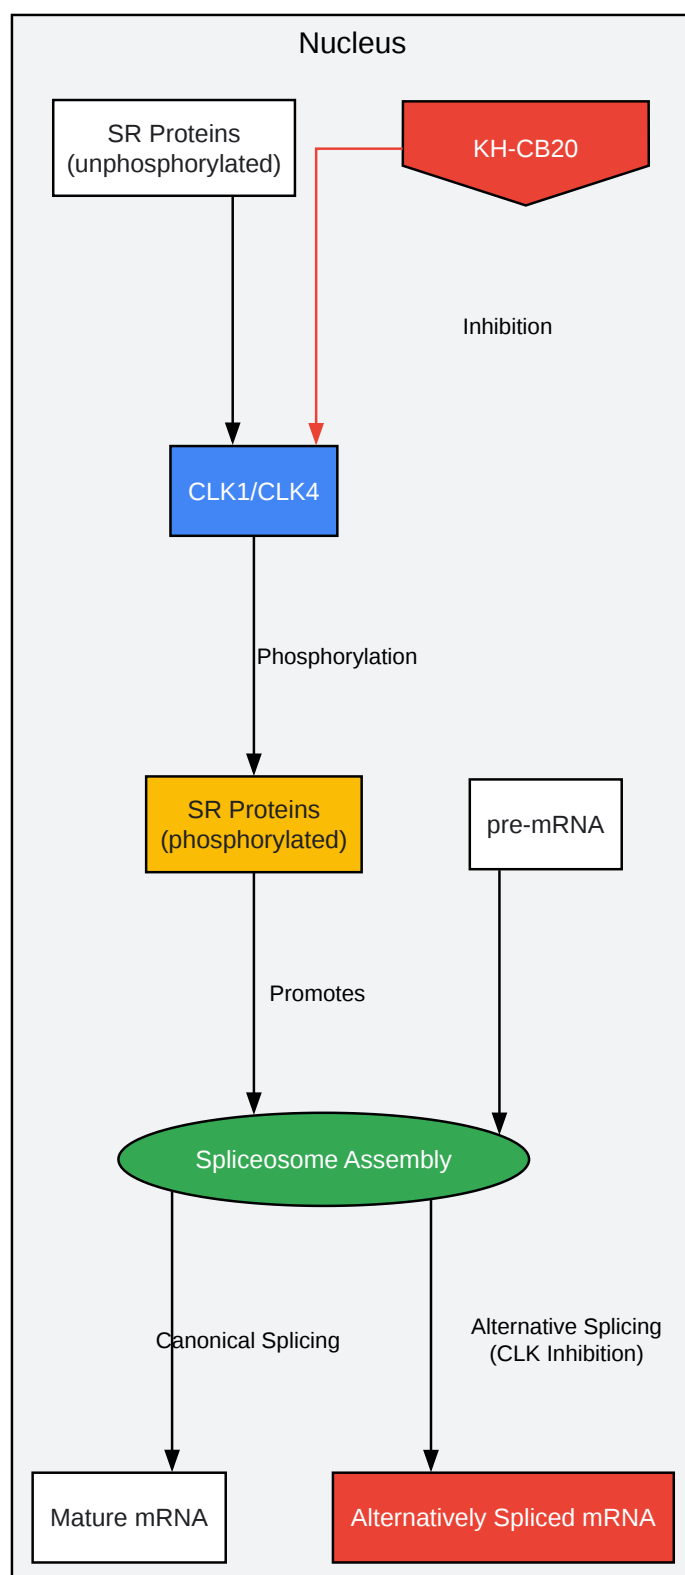 Nucleus
SR Proteins
(unphosphorylated)
KH-CB20
Inhibition
CLK1/CLK4
Phosphorylation
SR Proteins
(phosphorylated)
pre-mRNA
Promotes
Spliceosome Assembly
Canonical Splicing
Alternative Splicing
(CLK Inhibition)
Mature mRNA
Alternatively Spliced mRNA